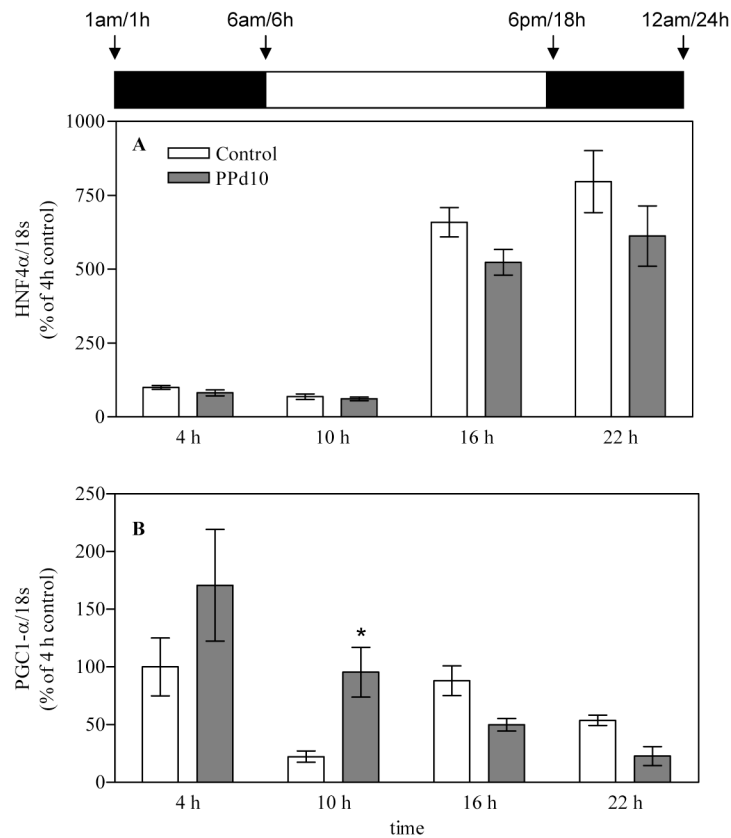 1am/1h 6am/6h 6pm/18h 12am/24h
A
Control
PPd10
HNF4α/18s
(% of 4h control)
1000
750
500
250
0
4 h 10 h 16 h 22 h
B
*
PGC1-α/18s
(% of 4 h control)
250
200
150
100
50
0
4 h 10 h 16 h 22 h
time